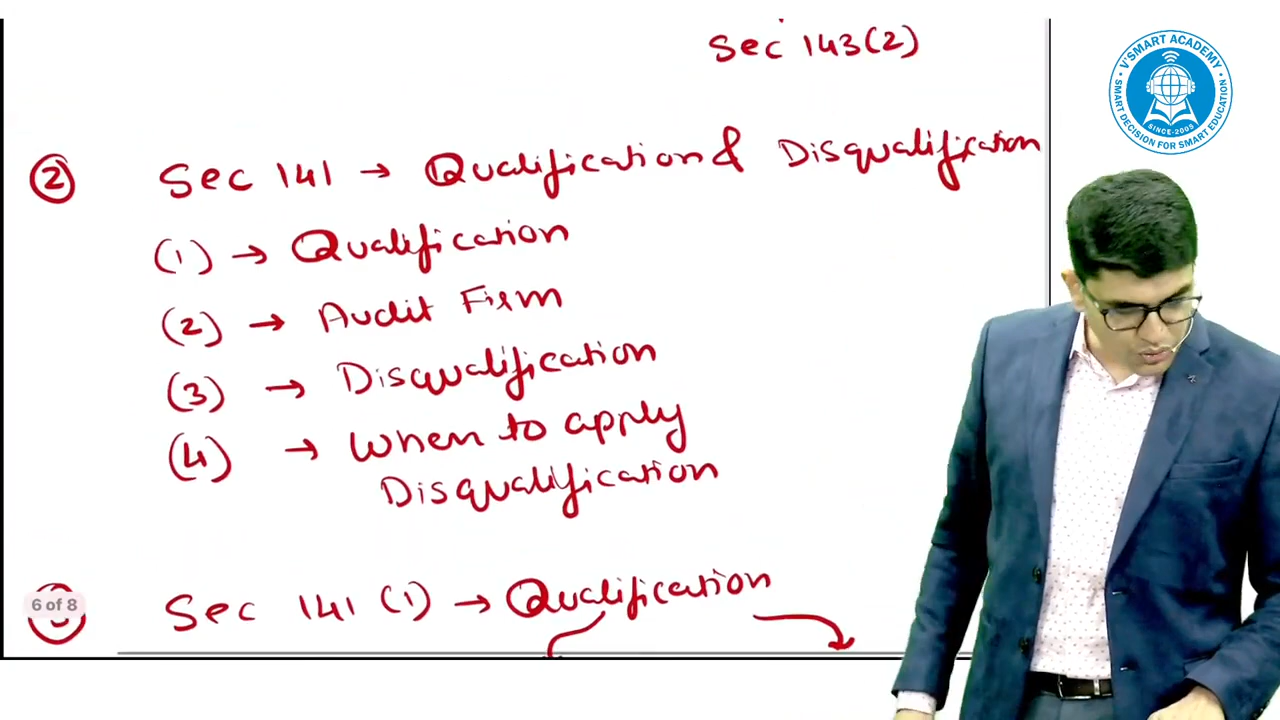 Sec 143(2)
② Sec 141 → Qualification & Disqualification
(1) → Qualification
(2) → Audit Firm
(3) → Disqualification
(4) → When to apply
Disqualification
6 of 8
Sec 141 (1) → Qualification
V'SMART ACADEMY
SMART DECISION FOR SMART EDUCATION
SINCE-2009